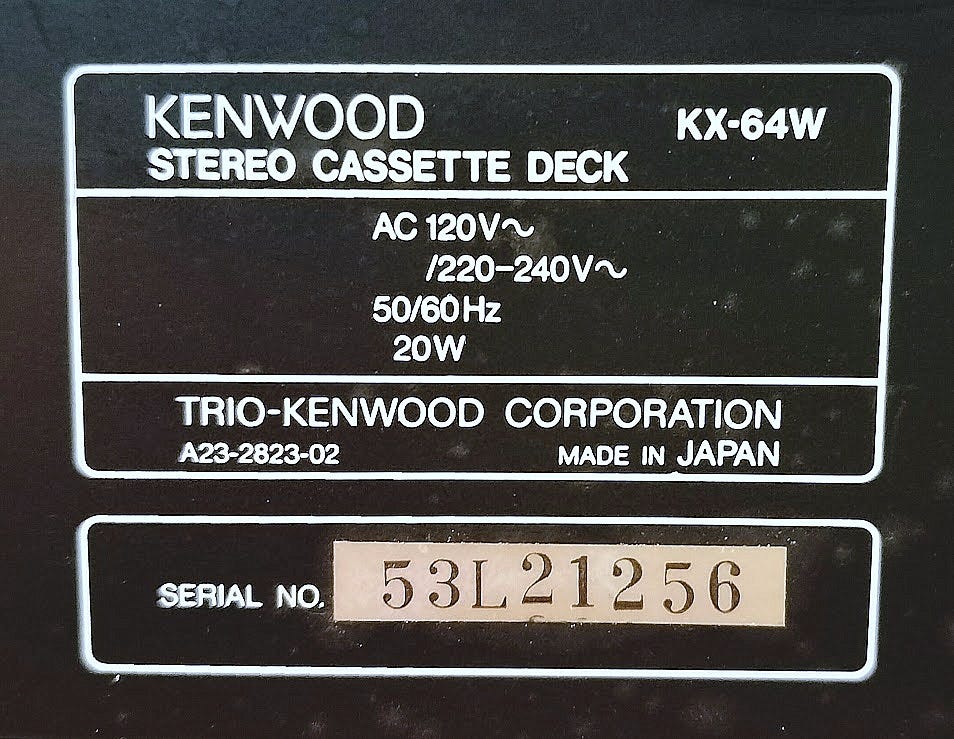 KENWOOD KX-64W
STEREO CASSETTE DECK
AC 120V～
/220-240V～
50/60Hz
20W
TRIO-KENWOOD CORPORATION
A23-2823-02 MADE IN JAPAN
SERIAL NO. 53L21256